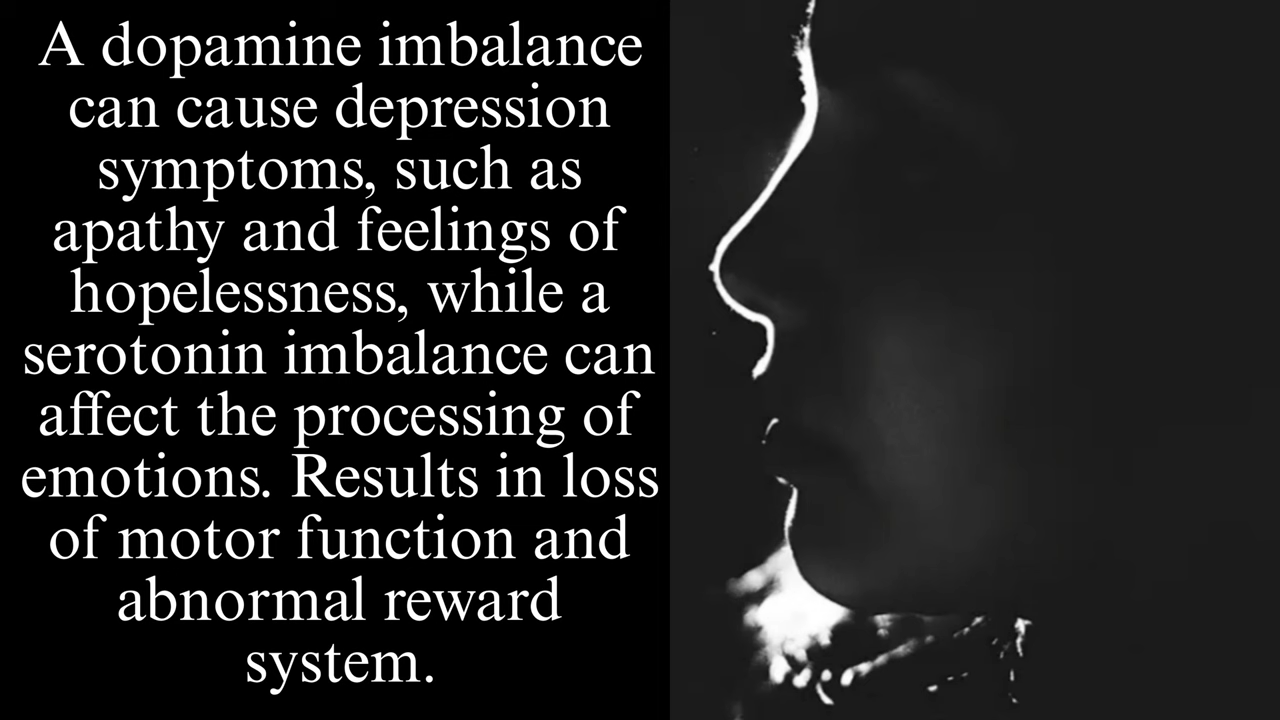 A dopamine imbalance
can cause depression
symptoms, such as
apathy and feelings of
hopelessness, while a
serotonin imbalance can
affect the processing of
emotions. Results in loss
of motor function and
abnormal reward
system.